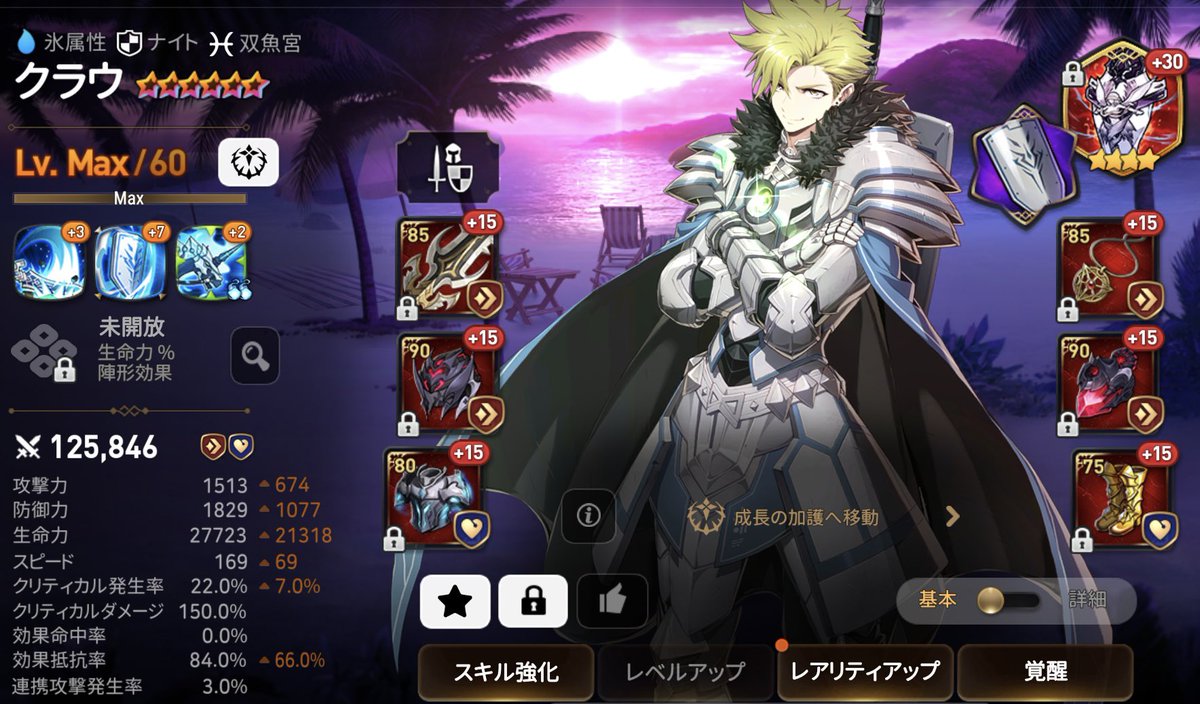 氷属性 ナイト 双魚宮
クラウ
Lv. Max/60
Max
+3 +7 +2
未開放
生命力 %
陣形効果
125,846
攻撃力 1513 674
防御力 1829 1077
生命力 27723 21318
スピード 169 69
クリティカル発生率 22.0% 7.0%
クリティカルダメージ 150.0%
効果命中率 0.0%
効果抵抗率 84.0% 66.0%
連携攻撃発生率 3.0%
85 +15
90 +15
80 +15
+30
85 +15
90 +15
75 +15
成長の加護へ移動
基本 詳細
スキル強化 レベルアップ レアリティアップ 覚醒